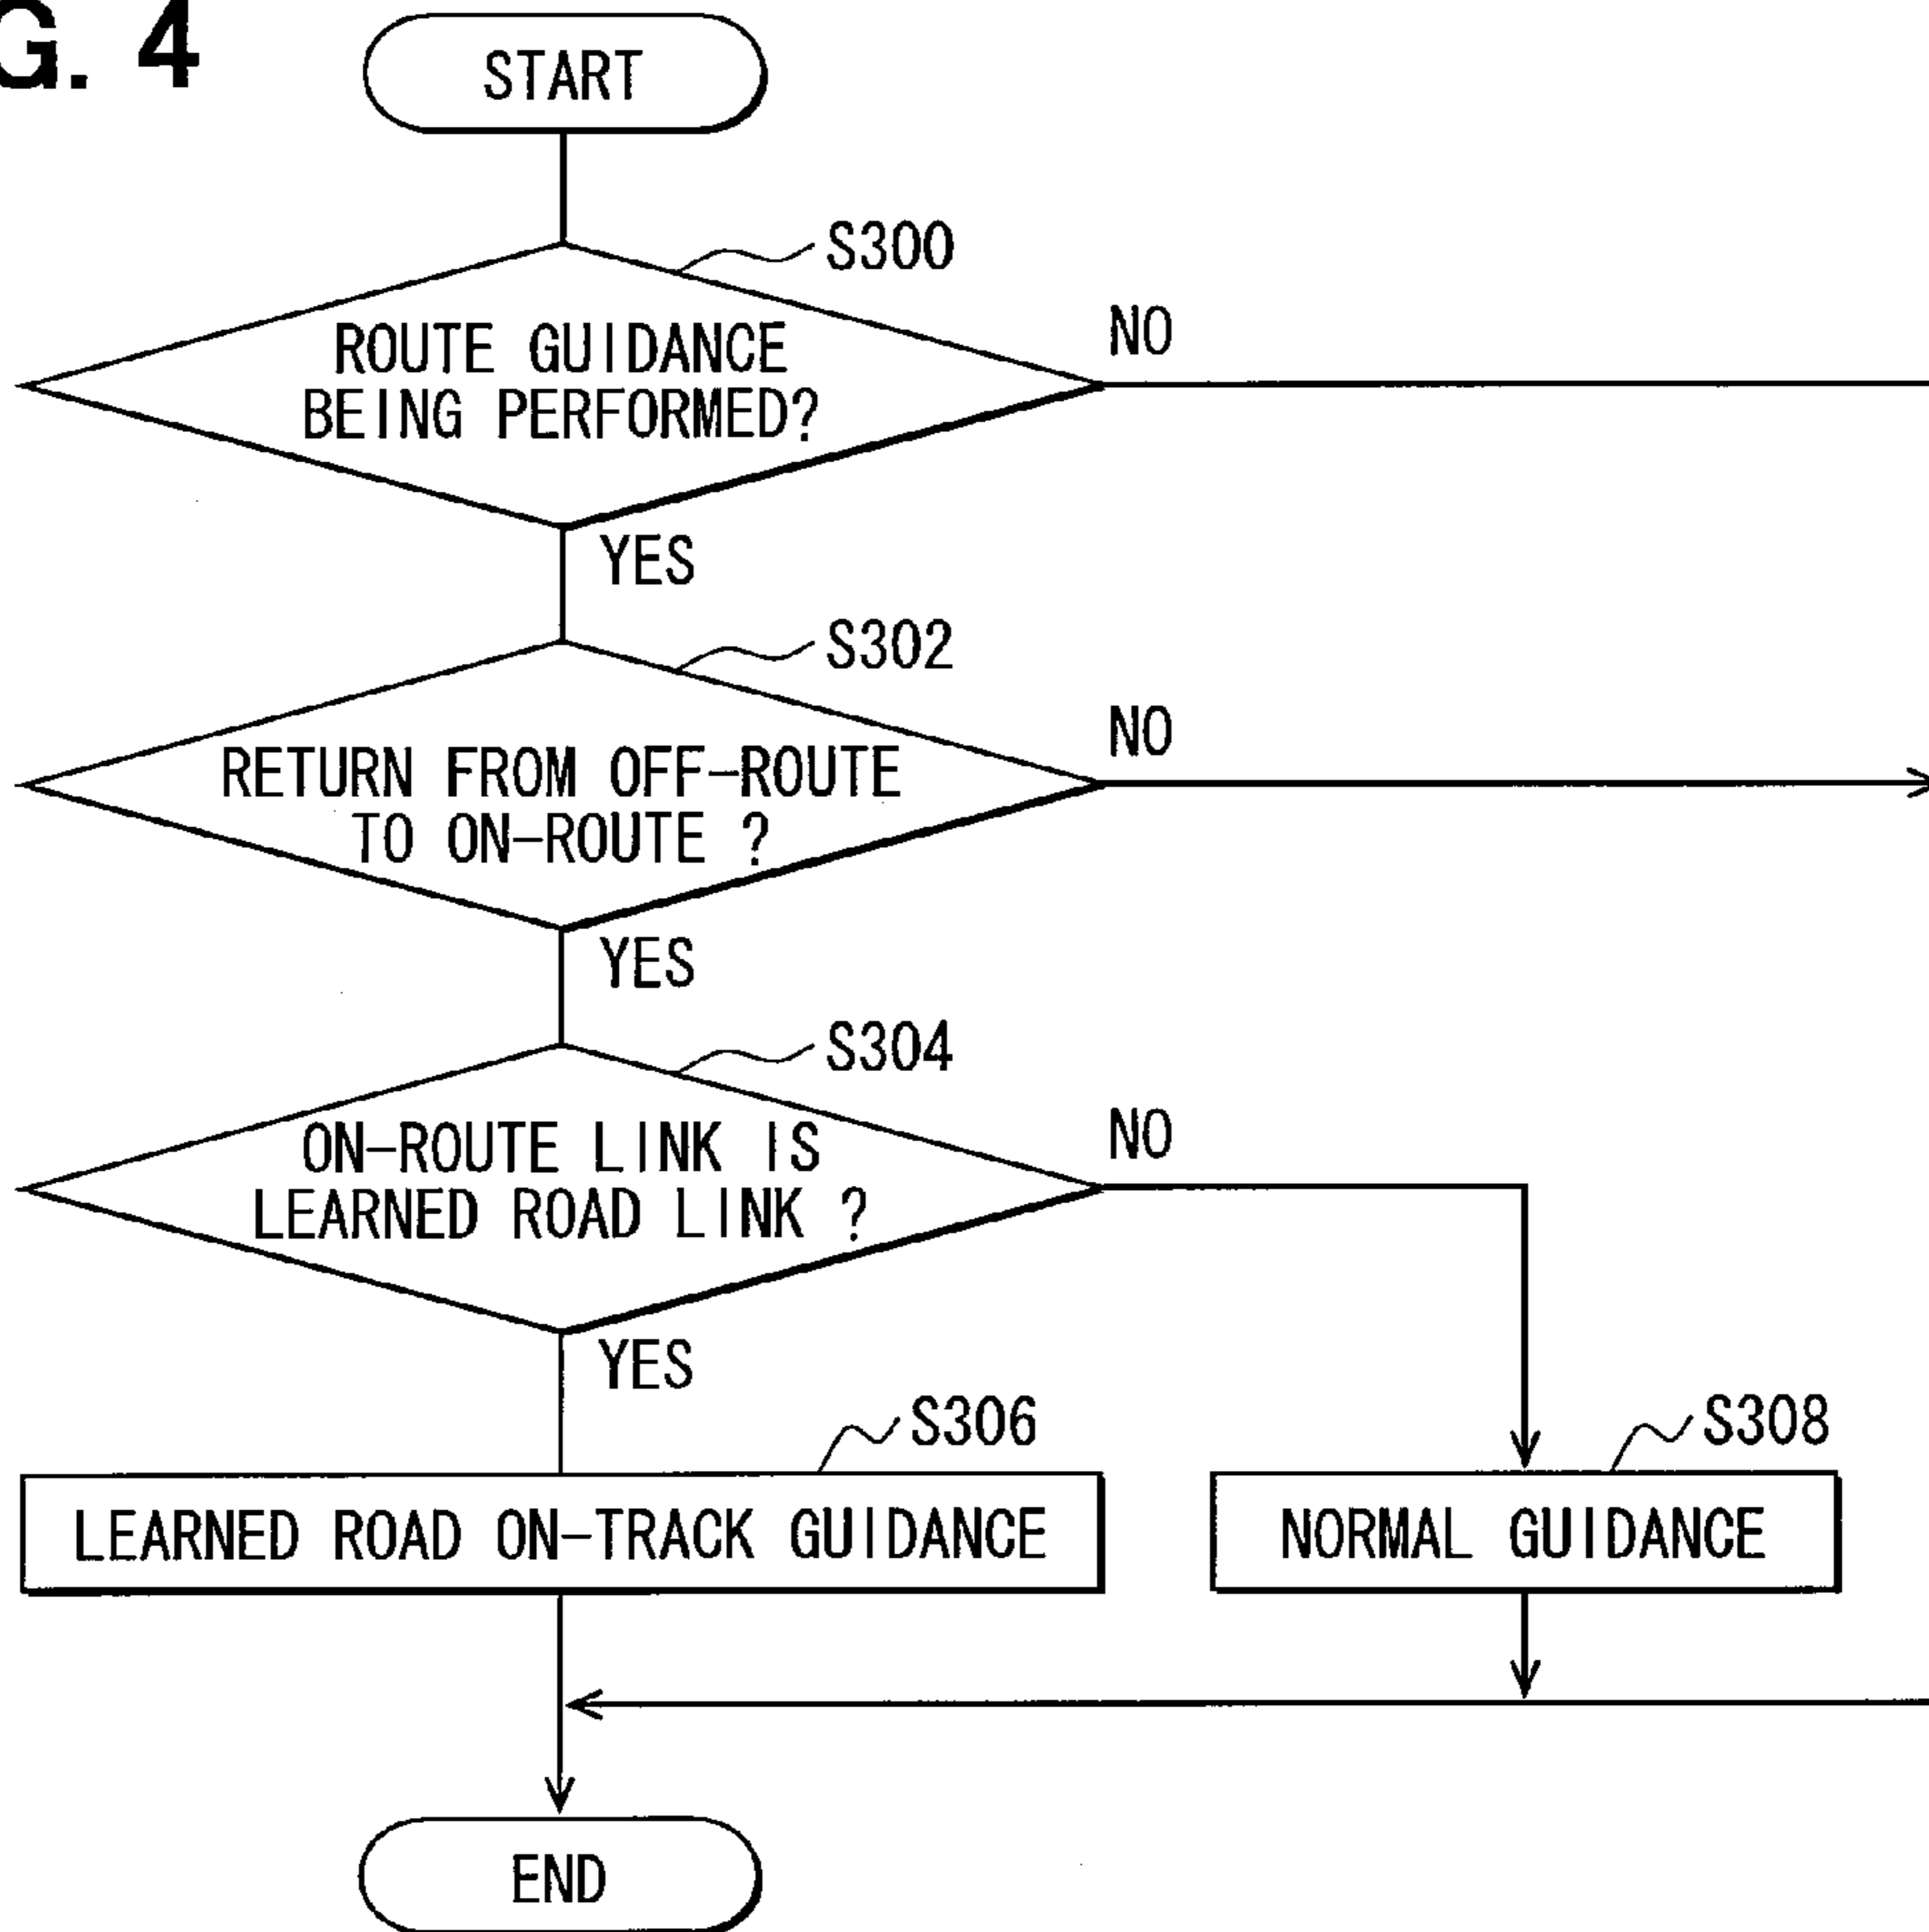 G. 4
START
S300
ROUTE GUIDANCE
BEING PERFORMED?
NO
YES
S302
RETURN FROM OFF-ROUTE
TO ON-ROUTE ?
NO
YES
S304
ON-ROUTE LINK IS
LEARNED ROAD LINK ?
NO
YES
S306
LEARNED ROAD ON-TRACK GUIDANCE
S308
NORMAL GUIDANCE
END